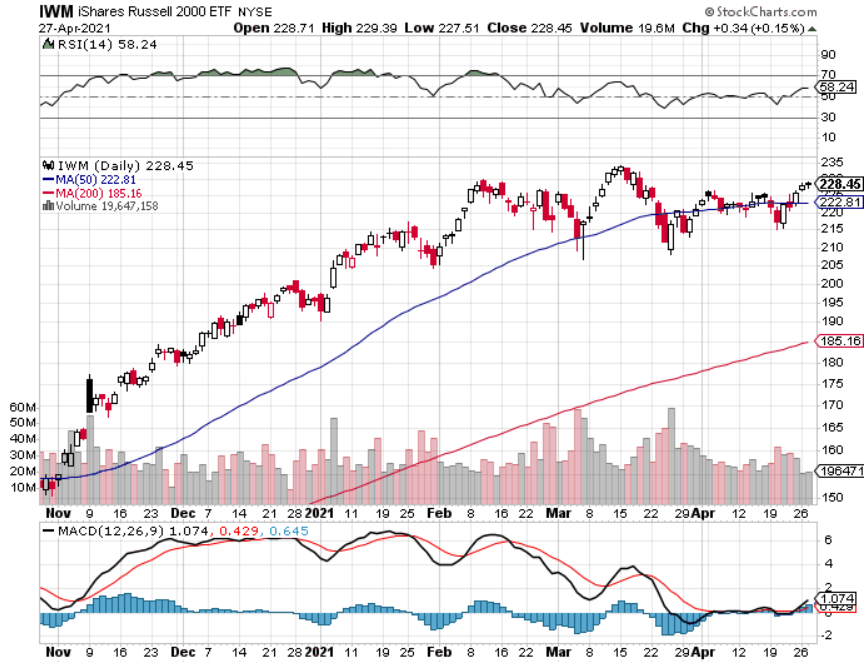 IWM iShares Russell 2000 ETF NYSE
© StockCharts.com
27-Apr-2021
Open 228.71 High 229.39 Low 227.51 Close 228.45 Volume 19.6M Chg +0.34 (+0.15%)
RSI(14) 58.24
90
70
58.24
50
30
10
IWM (Daily) 228.45
MA(50) 222.81
MA(200) 185.16
Volume 19,647,158
235
228.45
222.81
220
215
210
205
200
195
190
185.16
180
175
170
165
160
150
60M
50M
40M
30M
20M
10M
196471
Nov 9 16 23 Dec 7 14 21 28 2021 11 19 25 Feb 8 16 22 Mar 8 15 22 29 Apr 12 19 26
MACD(12,26,9) 1.074, 0.429, 0.645
6
4
2
1.074
0.429
-2
Nov 9 16 23 Dec 7 14 21 28 2021 11 19 25 Feb 8 16 22 Mar 8 15 22 29 Apr 12 19 26